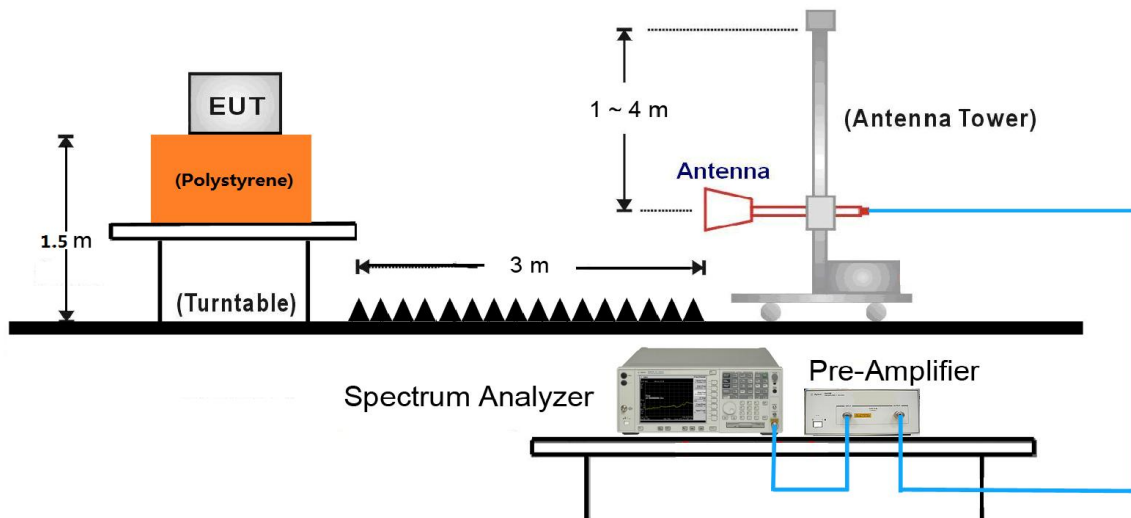 EUT
(Polystyrene)
1.5 m
(Turntable)
3 m
1 ~ 4 m
Antenna
(Antenna Tower)
Spectrum Analyzer
Pre-Amplifier